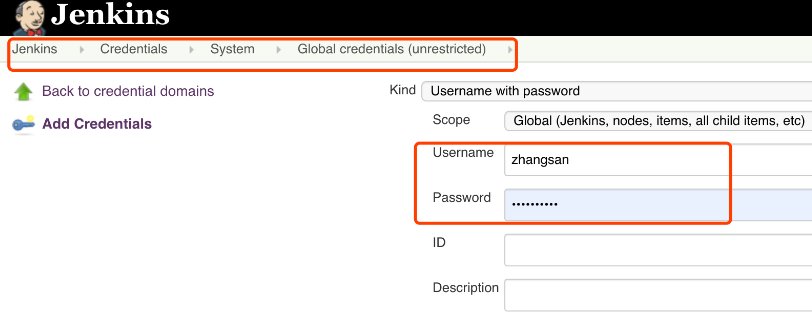 Jenkins
Jenkins Credentials System Global credentials (unrestricted)
Back to credential domains
Add Credentials
Kind Username with password
Scope Global (Jenkins, nodes, items, all child items, etc)
Username zhangsan
Password ••••••••••
ID
Description